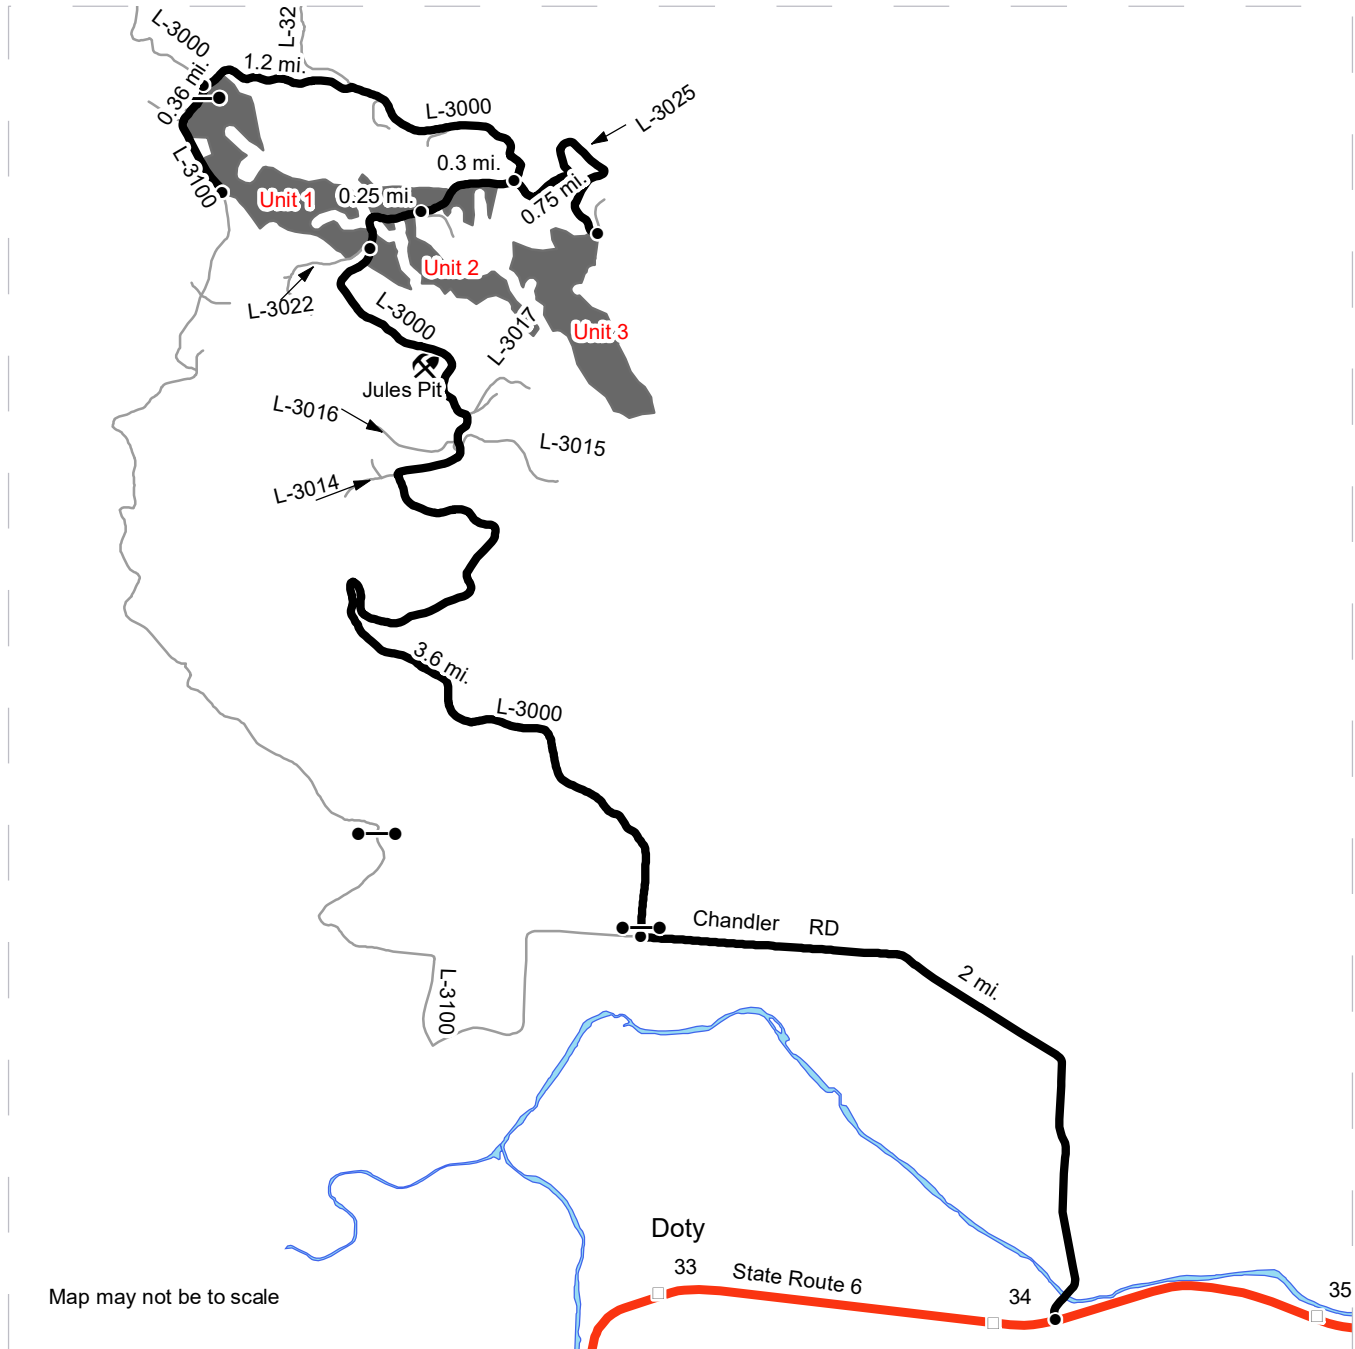 L-3000
L-32
1.2 mi.
0.36 mi.
L-3000
L-3025
L-3100
0.3 mi.
0.25 mi.
0.75 mi.
Unit 1
Unit 2
L-3022
L-3000
L-3017
Unit 3
Jules Pit
L-3016
L-3015
L-3014
3.6 mi.
L-3000
Chandler RD
2 mi.
L-3100
Doty
33
State Route 6
34
35
Map may not be to scale